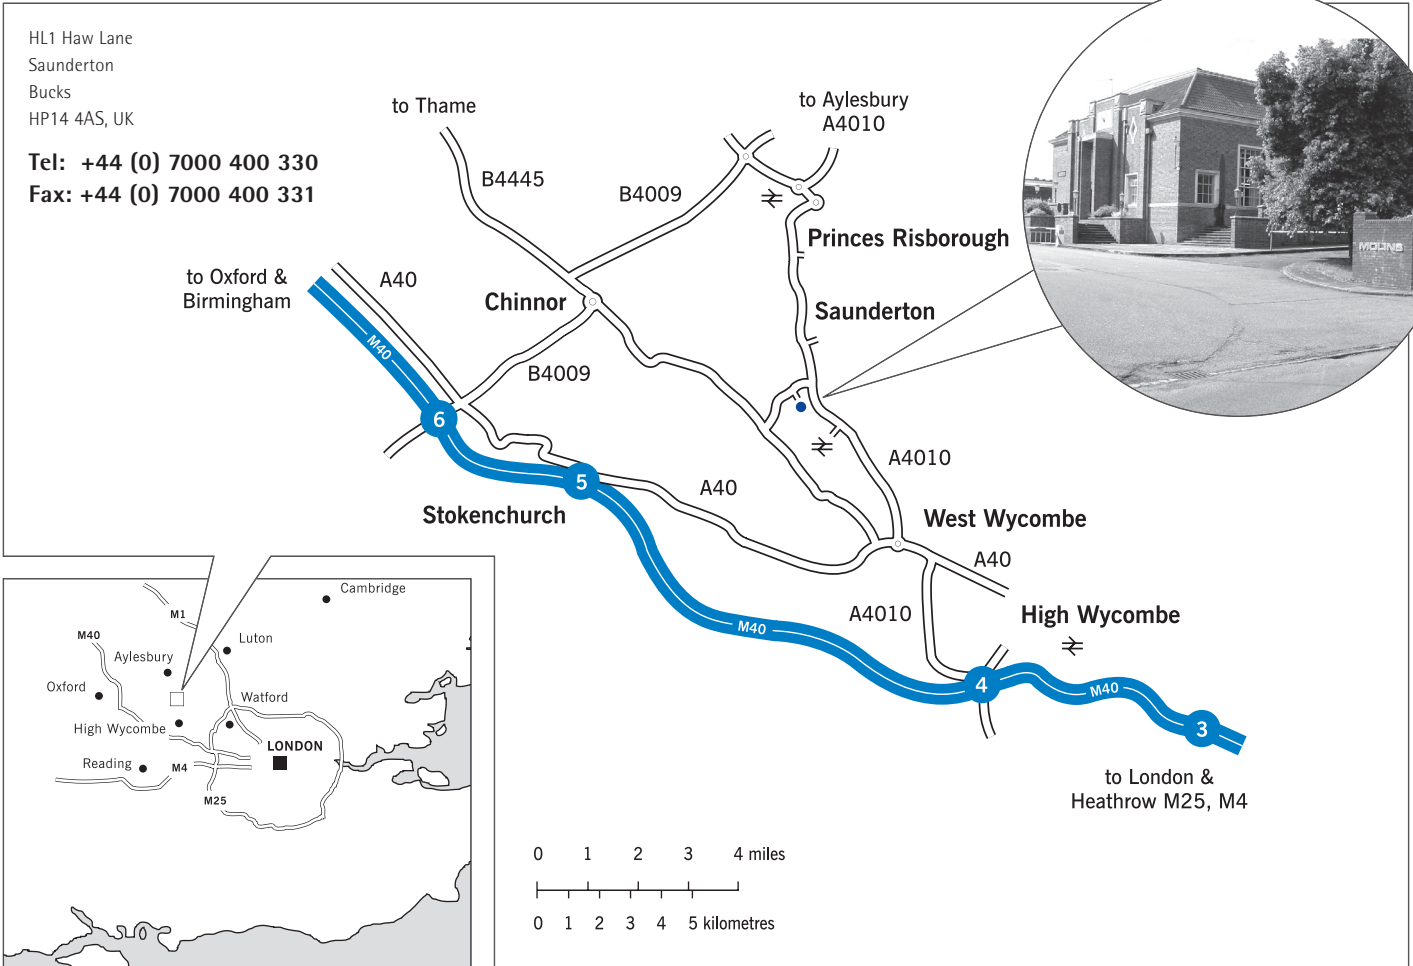 HL1 Haw Lane
Saunderton
Bucks
HP14 4AS, UK
Tel: +44 (0) 7000 400 330
Fax: +44 (0) 7000 400 331
to Thame
to Aylesbury
A4010
B4445
B4009
MOLINS
Princes Risborough
to Oxford &
Birmingham
A40
Chinnor
Saunderton
M40
B4009
6
A4010
5
A40
Stokenchurch
West Wycombe
A40
A4010
High Wycombe
M40
4
M40
3
to London &
Heathrow M25, M4
Cambridge
M1
M40
Luton
Aylesbury
Oxford
Watford
High Wycombe
LONDON
Reading
M4
M25
0 1 2 3 4 miles
0 1 2 3 4 5 kilometres